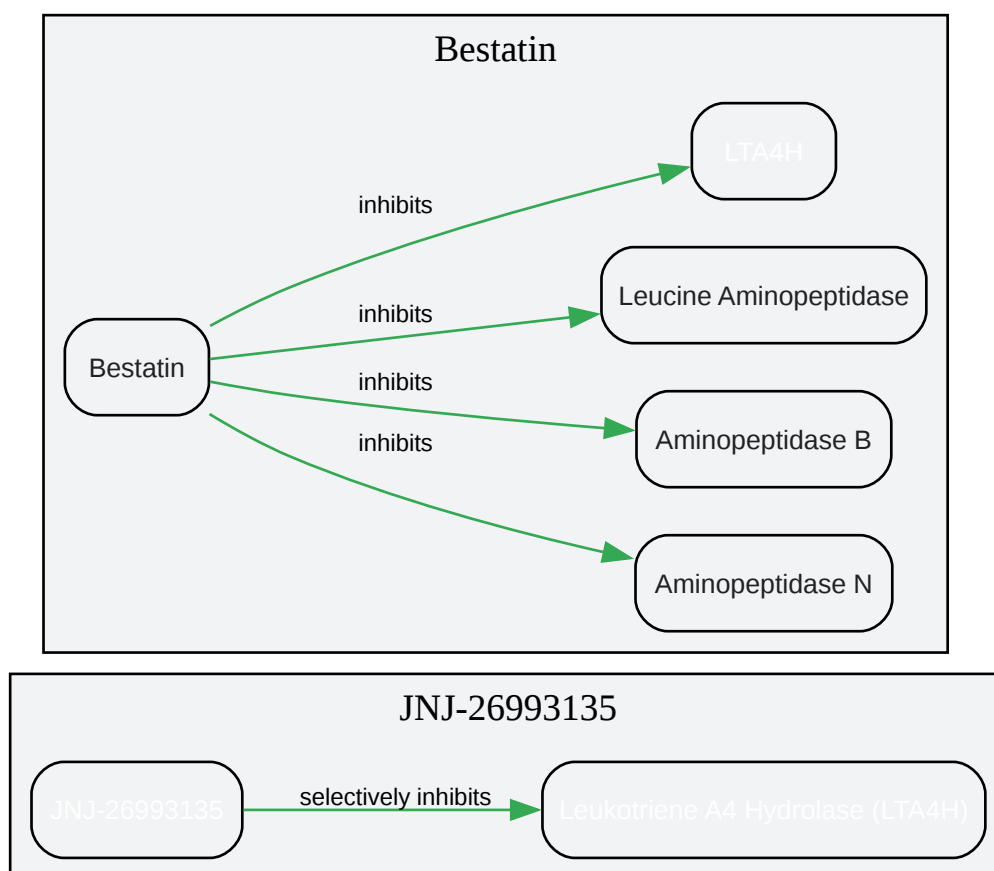 Bestatin
LTA4H
inhibits
Leucine Aminopeptidase
inhibits
Bestatin
inhibits
Aminopeptidase B
inhibits
Aminopeptidase N
JNJ-26993135
JNJ-26993135
selectively inhibits
Leukotriene A4 Hydrolase (LTA4H)